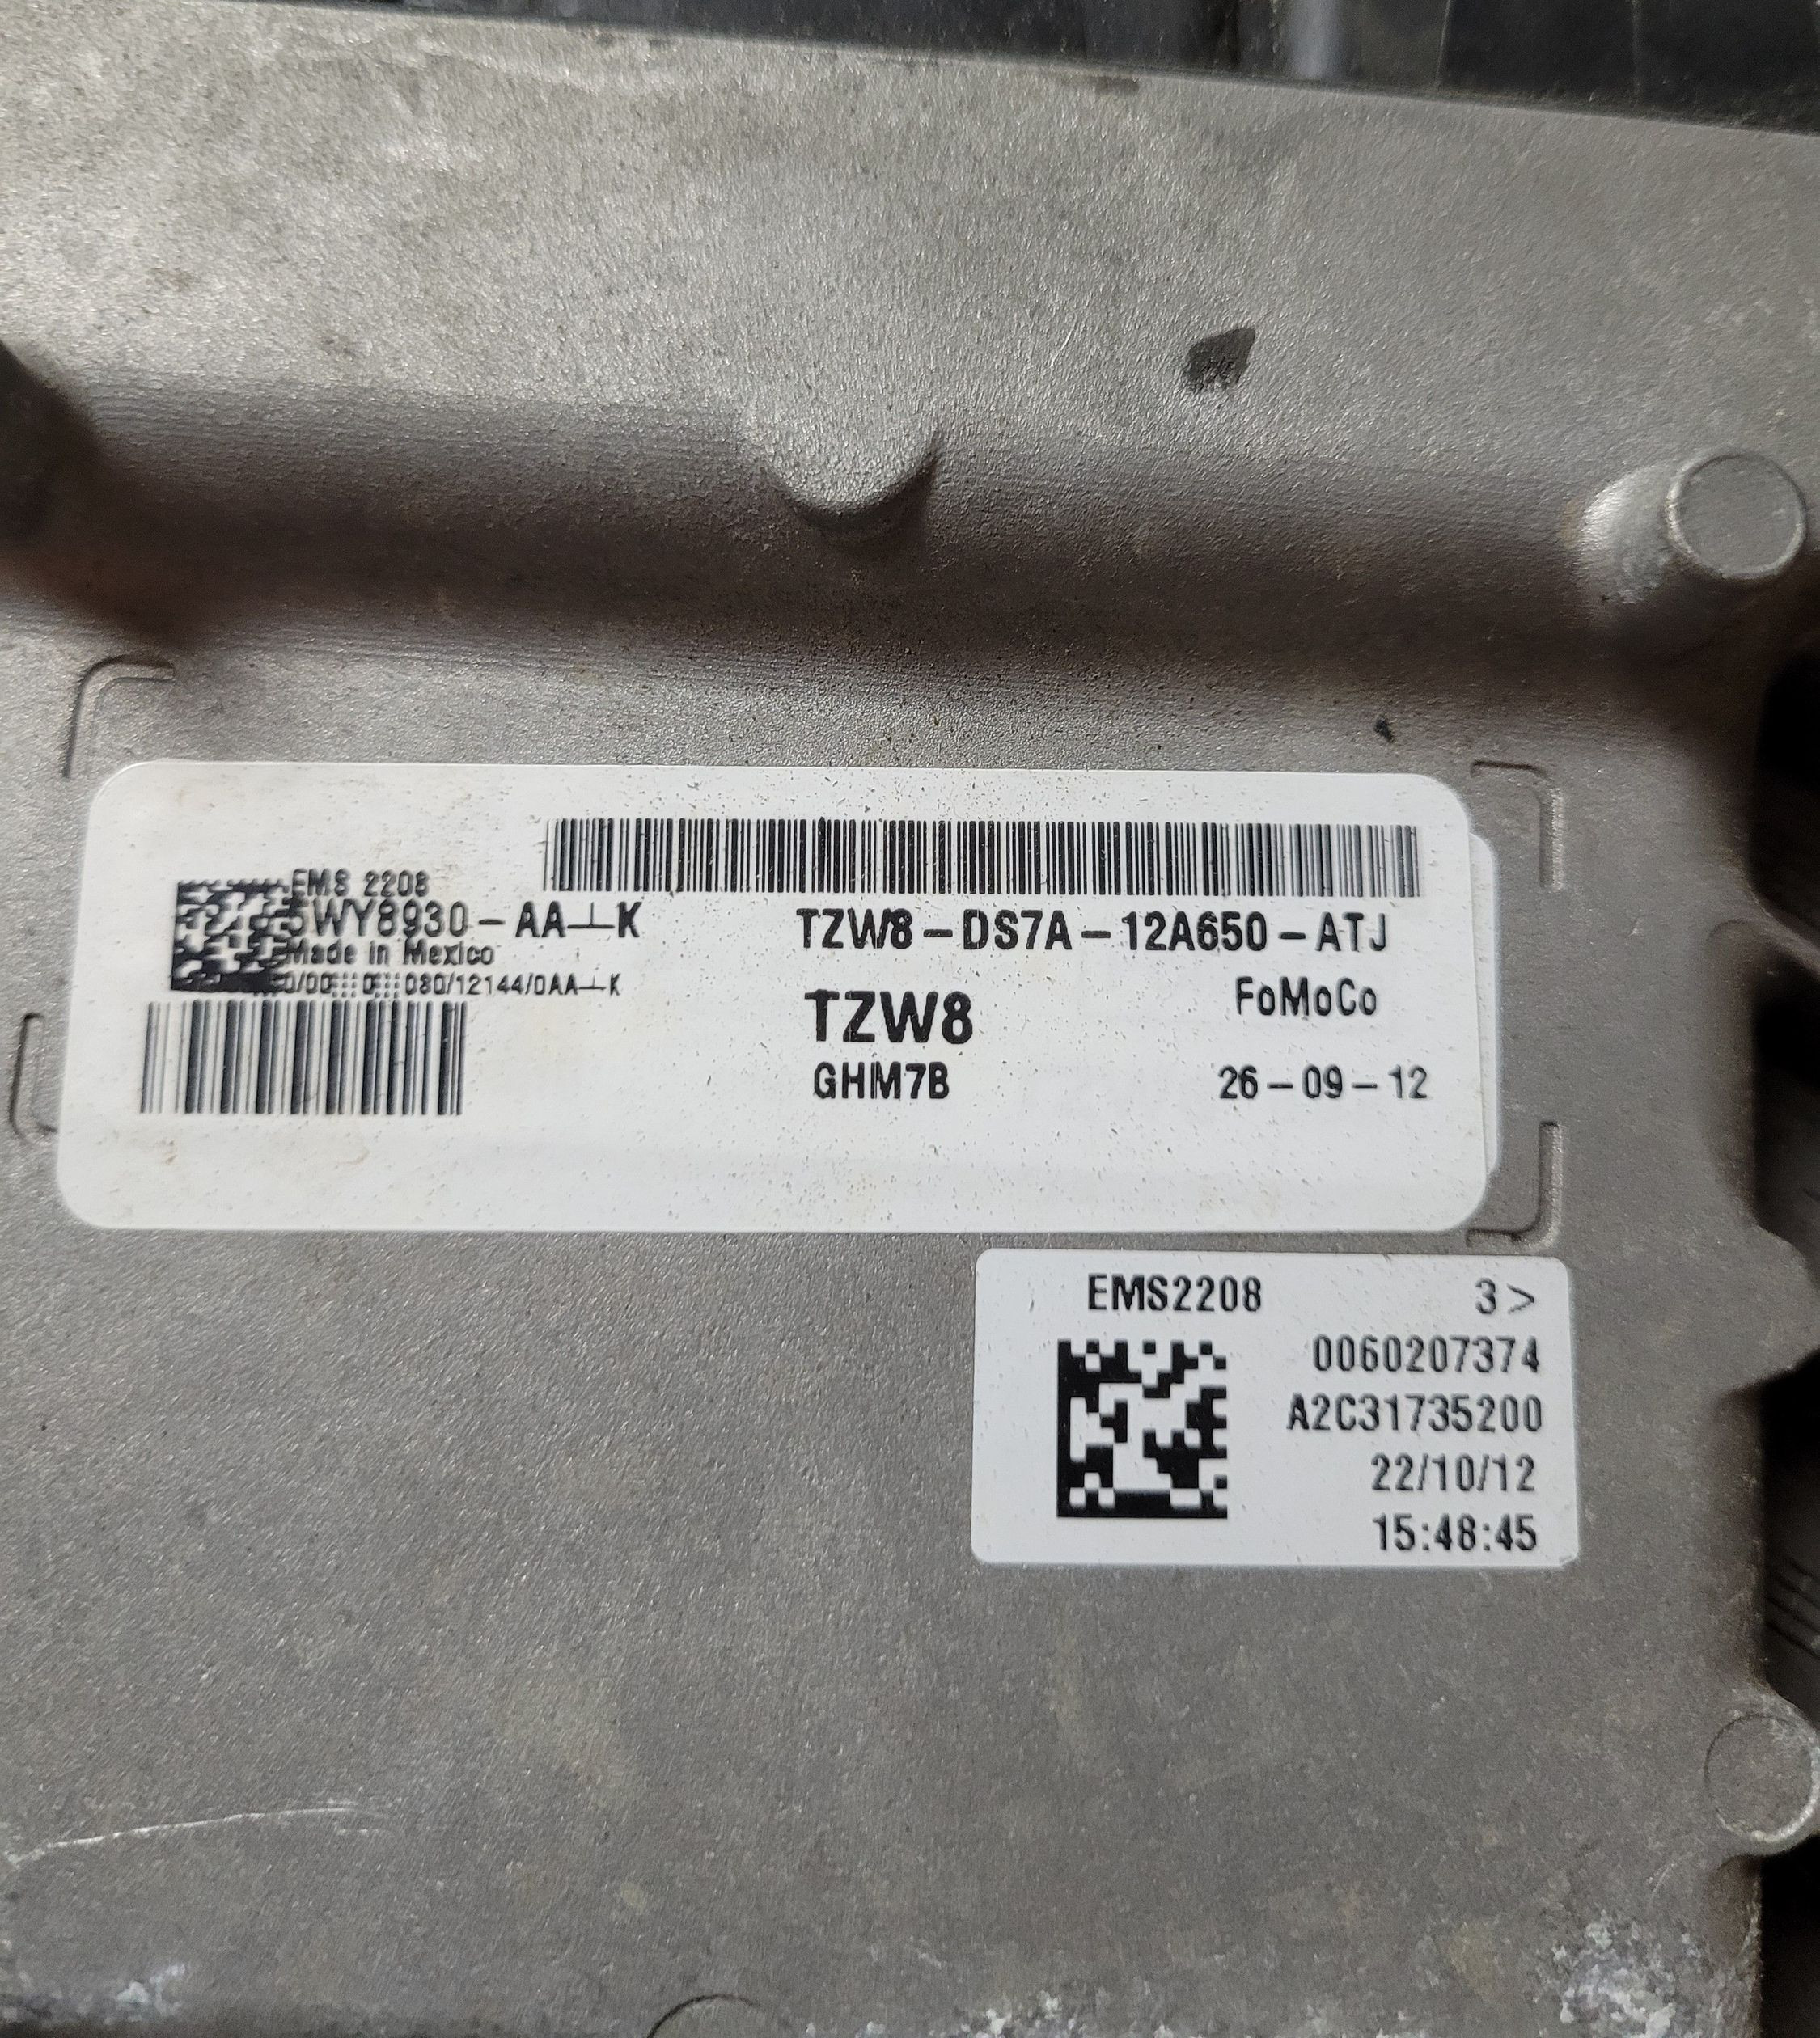 EMS 2208
5WY8930-AA⊥K
Made in Mexico
080/12144/0AA⊥K
TZW8-DS7A-12A650-ATJ
TZW8
FoMoCo
GHM7B
26-09-12
EMS2208 3>
0060207374
A2C31735200
22/10/12
15:48:45